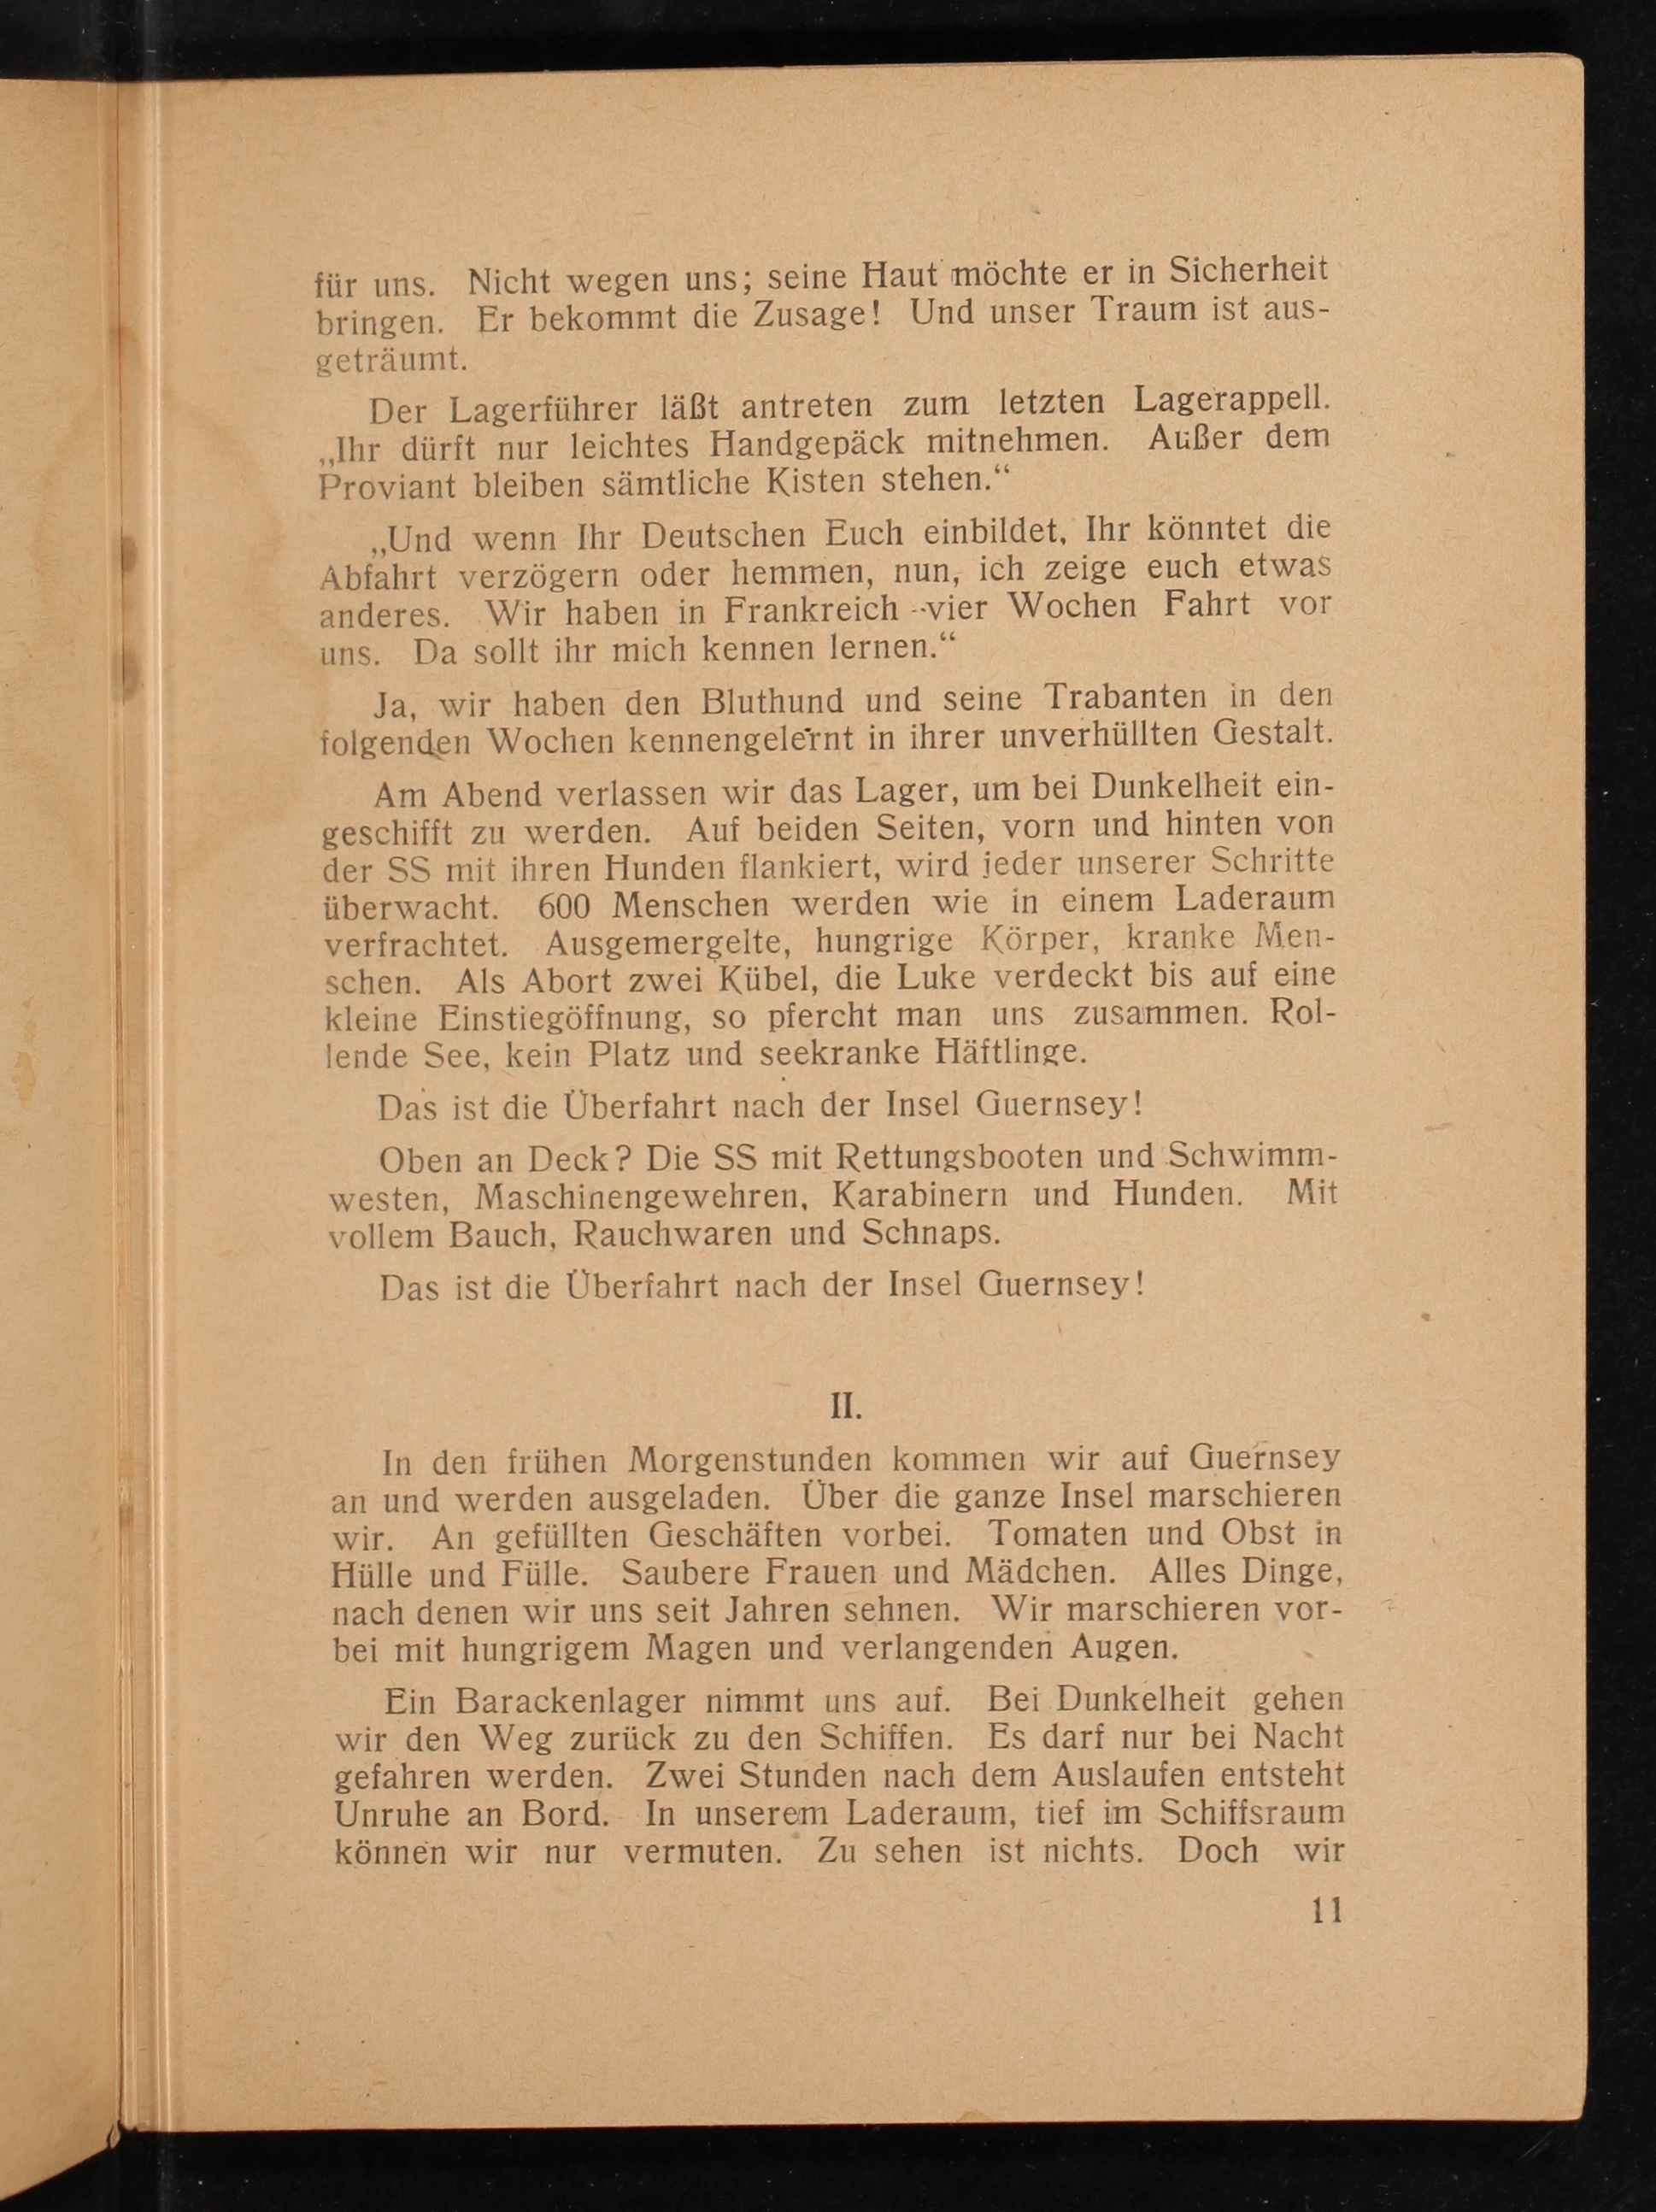 für uns. Nicht wegen uns; seine Haut möchte er in Sicherheit
bringen. Er bekommt die Zusage! Und unser Traum ist aus-
geträumt.
Der Lagerführer läßt antreten zum letzten Lagerappell.
„Ihr dürft nur leichtes Handgepäck mitnehmen. Außer dem
Proviant bleiben sämtliche Kisten stehen.“
„Und wenn Ihr Deutschen Euch einbildet, Ihr könntet die
Abfahrt verzögern oder hemmen, nun, ich zeige euch etwas
anderes. Wir haben in Frankreich vier Wochen Fahrt vor
uns. Da sollt ihr mich kennen lernen.“
Ja, wir haben den Bluthund und seine Trabanten in den
folgenden Wochen kennengelernt in ihrer unverhüllten Gestalt.
Am Abend verlassen wir das Lager, um bei Dunkelheit ein-
geschifft zu werden. Auf beiden Seiten, vorn und hinten von
der SS mit ihren Hunden flankiert, wird jeder unserer Schritte
überwacht. 600 Menschen werden wie in einem Laderaum
verfrachtet. Ausgemergelte, hungrige Körper, kranke Men-
schen. Als Abort zwei Kübel, die Luke verdeckt bis auf eine
kleine Einstiegöffnung, so pfercht man uns zusammen. Rol-
lende See, kein Platz und seekranke Häftlinge.
Das ist die Überfahrt nach der Insel Guernsey!
Oben an Deck? Die SS mit Rettungsbooten und Schwimm-
westen, Maschinengewehren, Karabinern und Hunden. Mit
vollem Bauch, Rauchwaren und Schnaps.
Das ist die Überfahrt nach der Insel Guernsey!
II.
In den frühen Morgenstunden kommen wir auf Guernsey
an und werden ausgeladen. Über die ganze Insel marschieren
wir. An gefüllten Geschäften vorbei. Tomaten und Obst in
Hülle und Fülle. Saubere Frauen und Mädchen. Alles Dinge,
nach denen wir uns seit Jahren sehnen. Wir marschieren vor-
bei mit hungrigem Magen und verlangenden Augen.
Ein Barackenlager nimmt uns auf. Bei Dunkelheit gehen
wir den Weg zurück zu den Schiffen. Es darf nur bei Nacht
gefahren werden. Zwei Stunden nach dem Auslaufen entsteht
Unruhe an Bord. In unserem Laderaum, tief im Schiffsraum
können wir nur vermuten. Zu sehen ist nichts. Doch wir
11